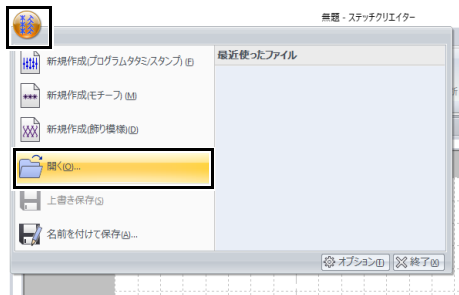 無題 - ステッチクリエイター
新規作成(プログラムタタミ/スタンプ) (F)
最近使ったファイル
新規作成(モチーフ) (M)
新規作成(飾り模様)(D)
開く(O)...
上書き保存(S)
名前を付けて保存(A)...
オプション(I)
終了(X)